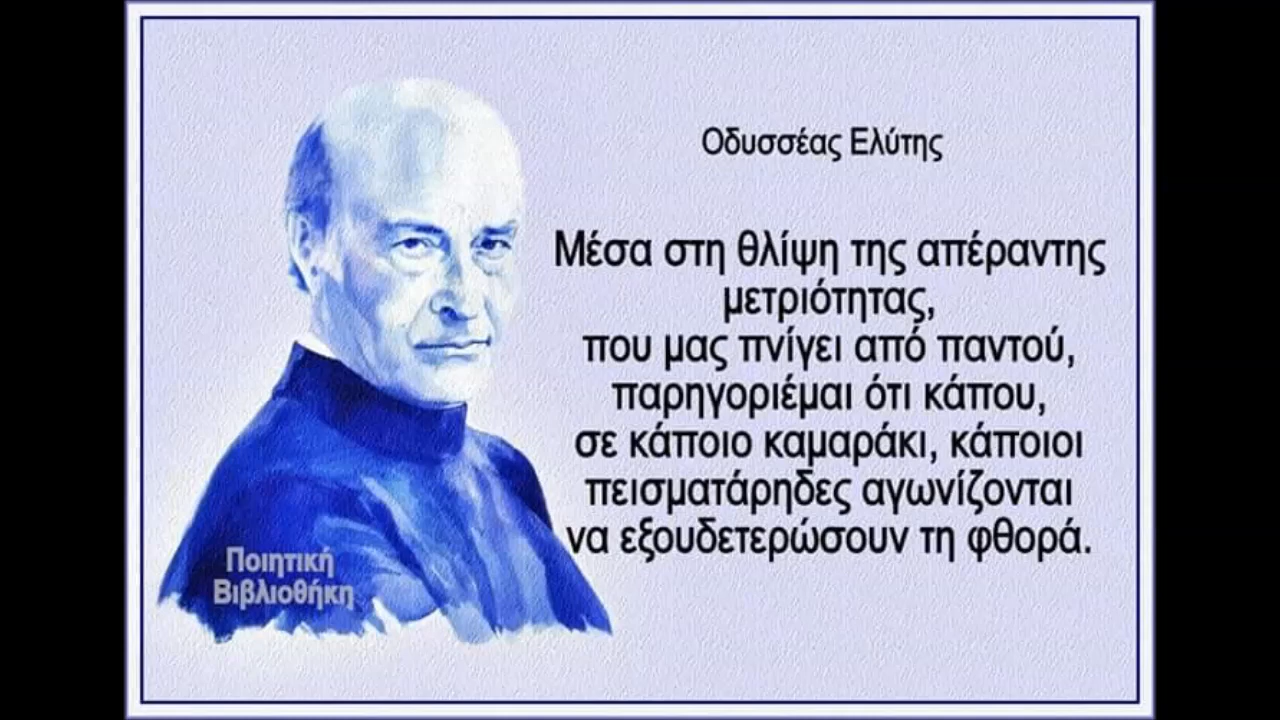 Οδυσσέας Ελύτης
Μέσα στη θλίψη της απέραντης
μετριότητας,
που μας πνίγει από παντού,
παρηγοριέμαι ότι κάπου,
σε κάποιο καμαράκι, κάποιοι
πεισματάρηδες αγωνίζονται
να εξουδετερώσουν τη φθορά.
Ποιητική
Βιβλιοθήκη